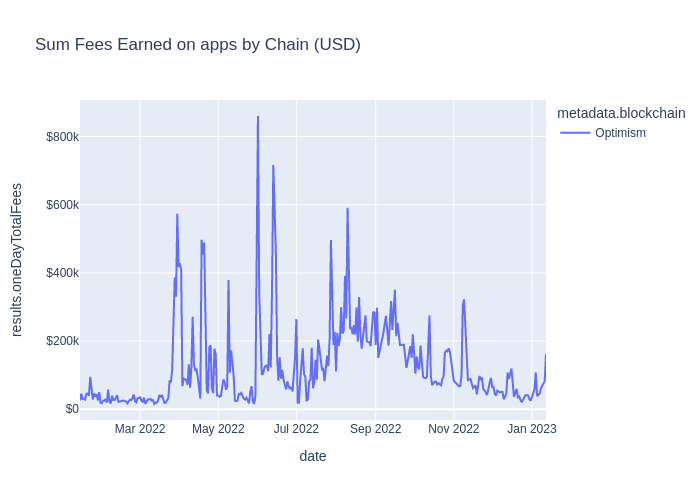 Sum Fees Earned on apps by Chain (USD)
metadata.blockchain
Optimism
$800k
$600k
$400k
$200k
$0
results.oneDayTotalFees
Mar 2022 May 2022 Jul 2022 Sep 2022 Nov 2022 Jan 2023
date